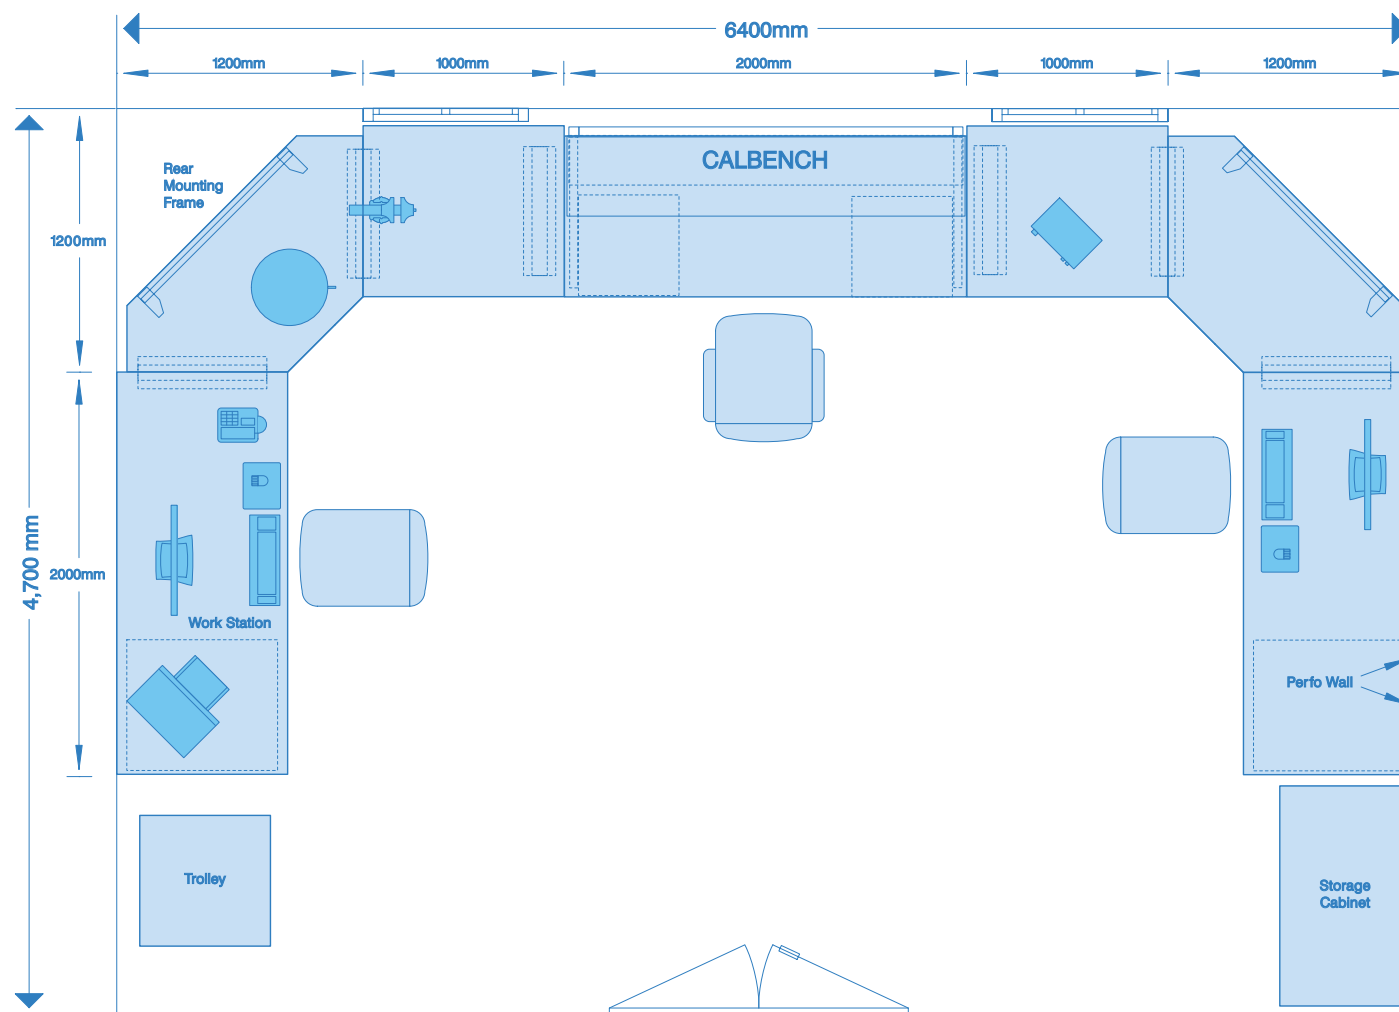 6400mm
1200mm
1000mm
2000mm
1000mm
1200mm
CALBENCH
Rear
Mounting
Frame
1200mm
4,700 mm
2000mm
Work Station
Perfo Wall
Trolley
Storage
Cabinet